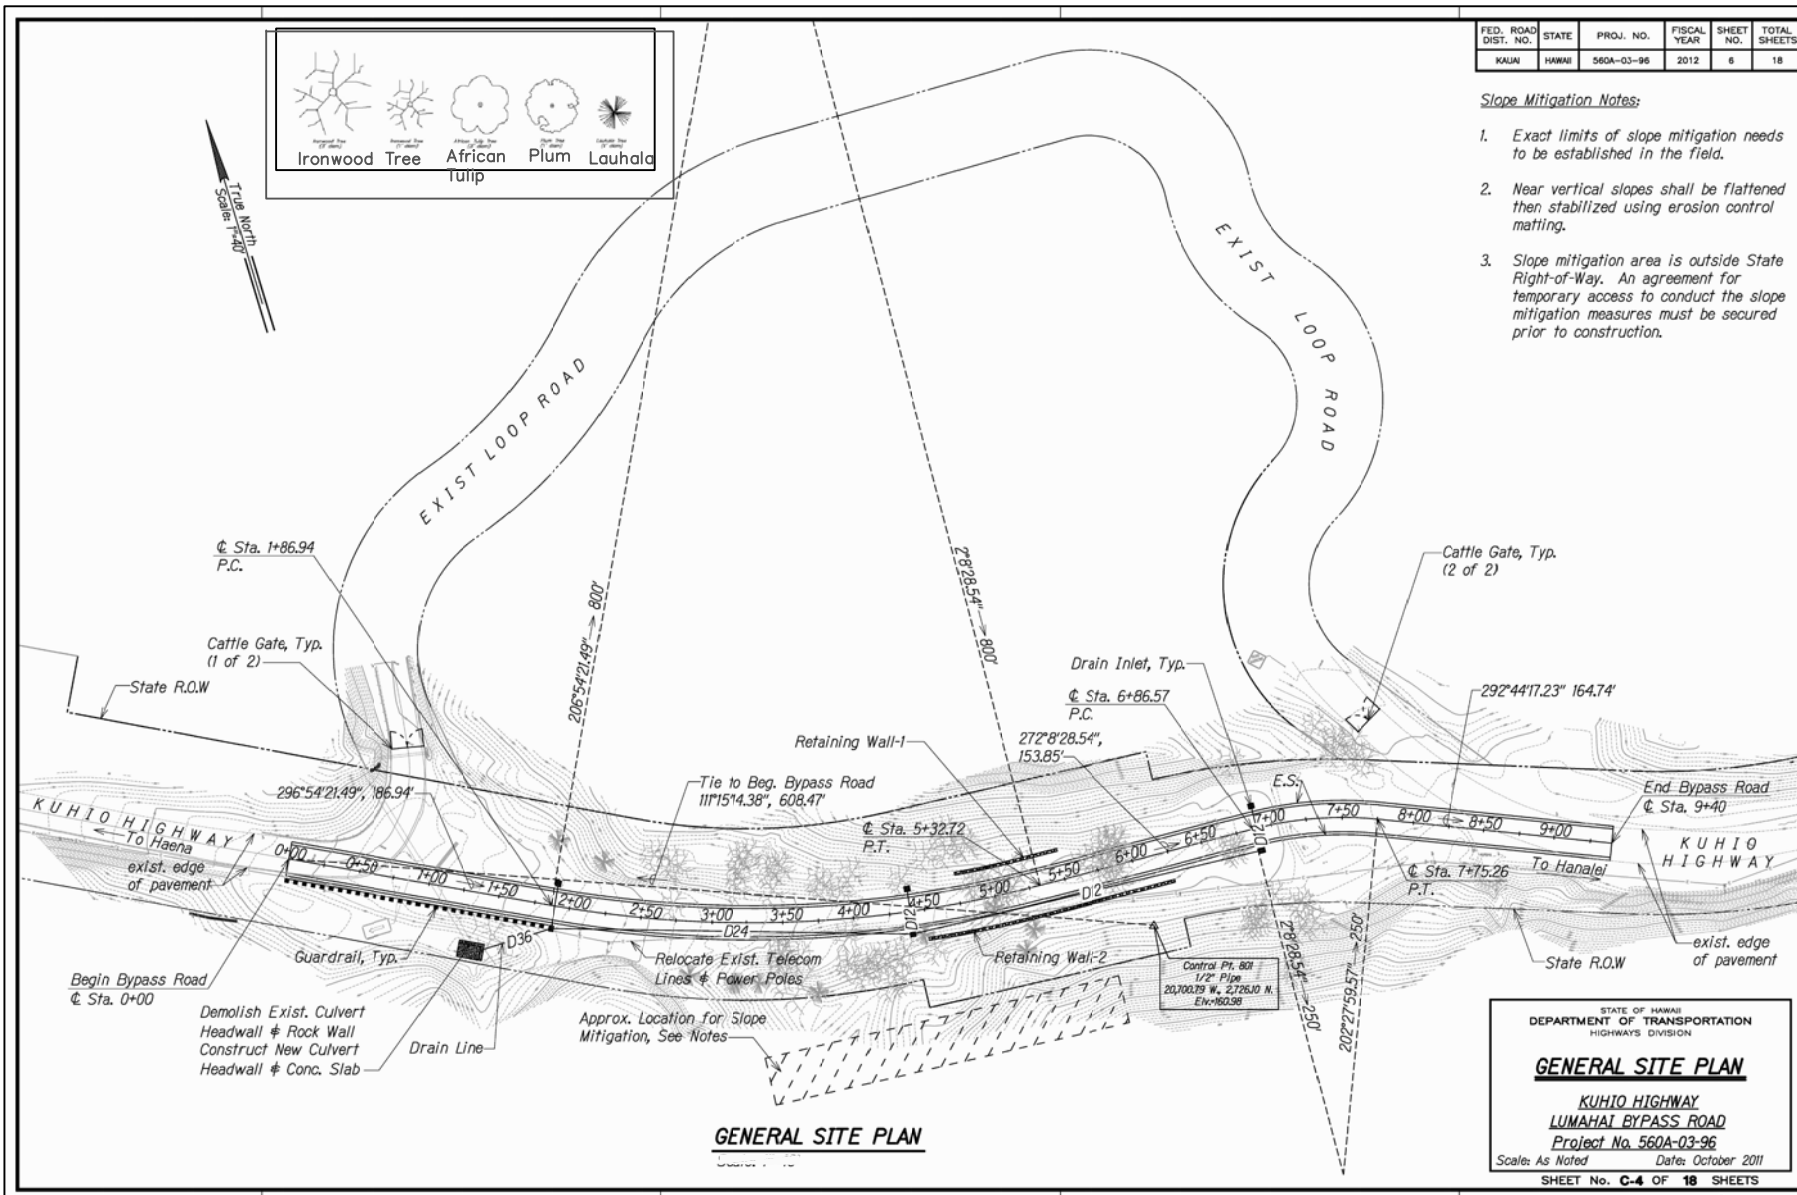 FED. ROAD DIST. NO.
STATE
PROJ. NO.
FISCAL YEAR
SHEET NO.
TOTAL SHEETS
KAUAI
HAWAII
560A-03-96
2012
6
18
Ironwood Tree
Ironwood Tree
African Tulip Tree
Plum Tree
Lauhala Tree
Ironwood
Tree
African
Tulip
Plum
Lauhala
True North
Scale: 1"=40'
Slope Mitigation Notes:
1. Exact limits of slope mitigation needs
to be established in the field.
2. Near vertical slopes shall be flattened
then stabilized using erosion control
matting.
3. Slope mitigation area is outside State
Right-of-Way. An agreement for
temporary access to conduct the slope
mitigation measures must be secured
prior to construction.
EXIST LOOP ROAD
EXIST LOOP ROAD
℄ Sta. 1+86.94
P.C.
Cattle Gate, Typ.
(1 of 2)
State R.O.W
206°54'21.49" 800'
2°8'28.54" 800'
Cattle Gate, Typ.
(2 of 2)
Drain Inlet, Typ.
℄ Sta. 6+86.57
P.C.
292°44'17.23" 164.74'
Retaining Wall-1
272°8'28.54",
153.85'
Tie to Beg. Bypass Road
111°15'14.38", 608.47'
296°54'21.49", 186.94'
E.S.
End Bypass Road
℄ Sta. 9+40
KUHIO HIGHWAY
To Haena
exist. edge
of pavement
℄ Sta. 5+32.72
P.T.
0+00
0+50
1+00
1+50
2+00
2+50
3+00
3+50
4+00
4+50
5+00
5+50
6+00
6+50
7+00
7+50
8+00
8+50
9+00
KUHIO
HIGHWAY
To Hanalei
℄ Sta. 7+75.26
P.T.
D36
D24
D12
D12
D12
Guardrail, Typ.
Relocate Exist. Telecom
Lines & Power Poles
Retaining Wall-2
Control Pt. 801
1/2" Pipe
20,700.79 W., 2,726.10 N.
Elv.=160.98
2°8'28.54" 250'
202°27'59.57" 250'
State R.O.W
exist. edge
of pavement
Begin Bypass Road
℄ Sta. 0+00
Demolish Exist. Culvert
Headwall & Rock Wall
Construct New Culvert
Headwall & Conc. Slab
Drain Line
Approx. Location for Slope
Mitigation, See Notes
GENERAL SITE PLAN
STATE OF HAWAII
DEPARTMENT OF TRANSPORTATION
HIGHWAYS DIVISION
GENERAL SITE PLAN
KUHIO HIGHWAY
LUMAHAI BYPASS ROAD
Project No. 560A-03-96
Scale: As Noted Date: October 2011
SHEET No. C-4 OF 18 SHEETS